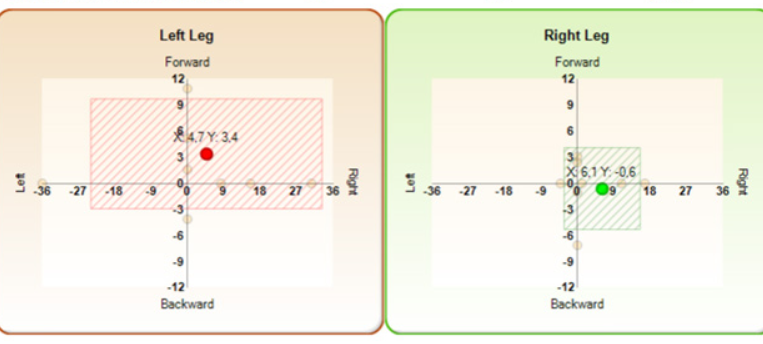 Left Leg
Forward
12
9
6
X: 4,7 Y: 3,4
3
Left -36 -27 -18 -9 0 9 18 27 36 Right
-3
-6
-9
-12
Backward
Right Leg
Forward
12
9
6
3
X: 6,1 Y: -0,6
Left -36 -27 -18 -9 0 9 18 27 36 Right
-3
-6
-9
-12
Backward